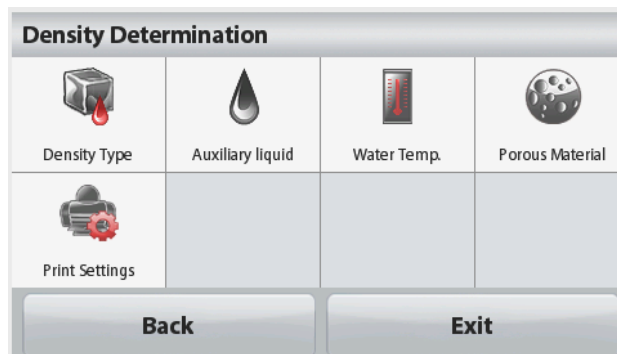 Density Determination
Density Type
Auxiliary liquid
Water Temp.
Porous Material
Print Settings
Back
Exit